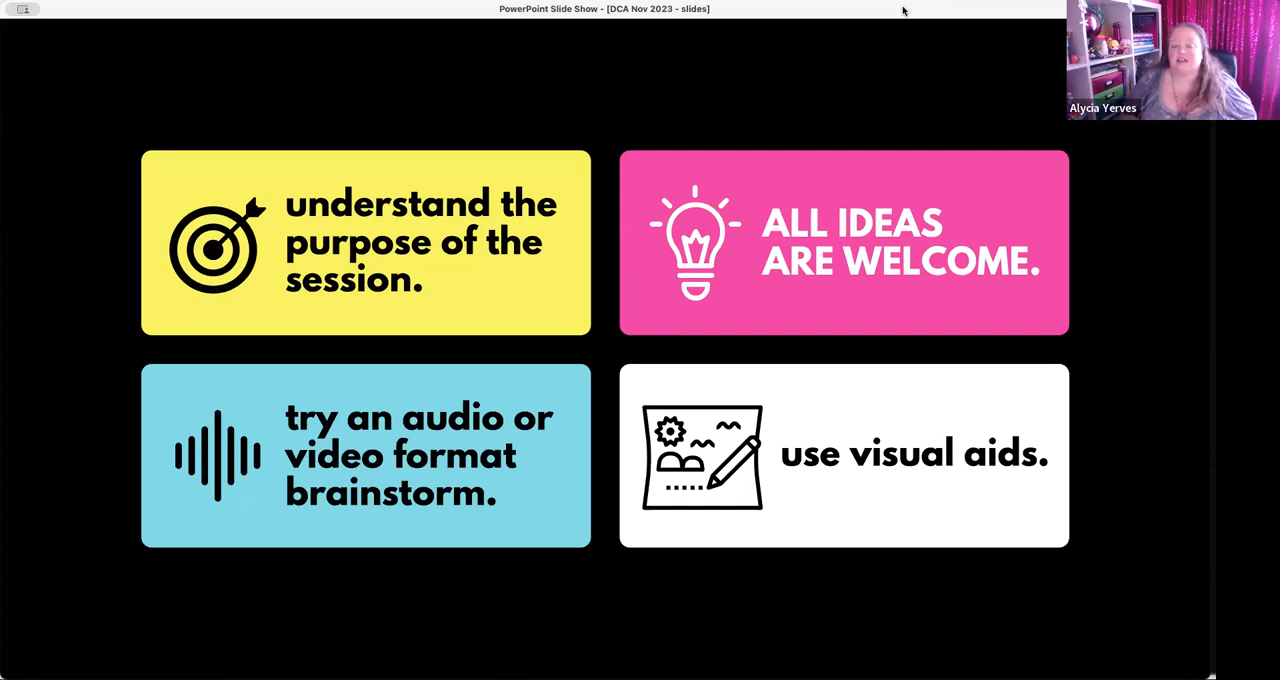 PowerPoint Slide Show - [DCA Nov 2023 - slides]
Alycia Yerves
understand the
purpose of the
session.
ALL IDEAS
ARE WELCOME.
try an audio or
video format
brainstorm.
use visual aids.